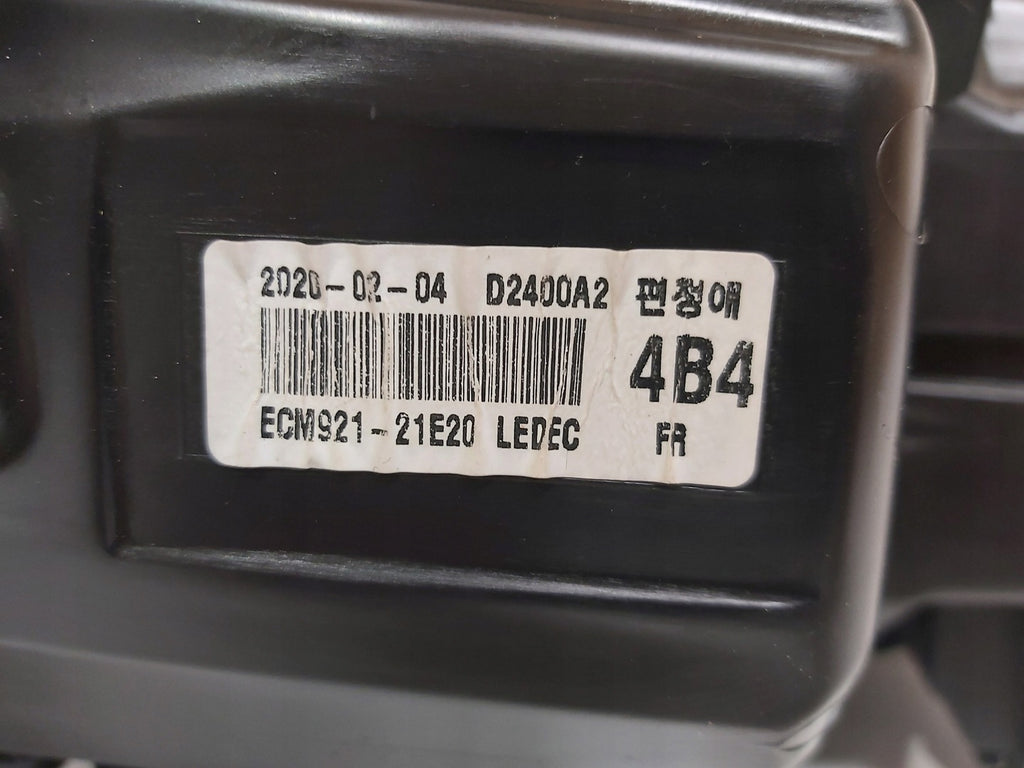 2020-02-04 D2400A2 편청애
4B4
ECM921-21E20 LEDEC FR